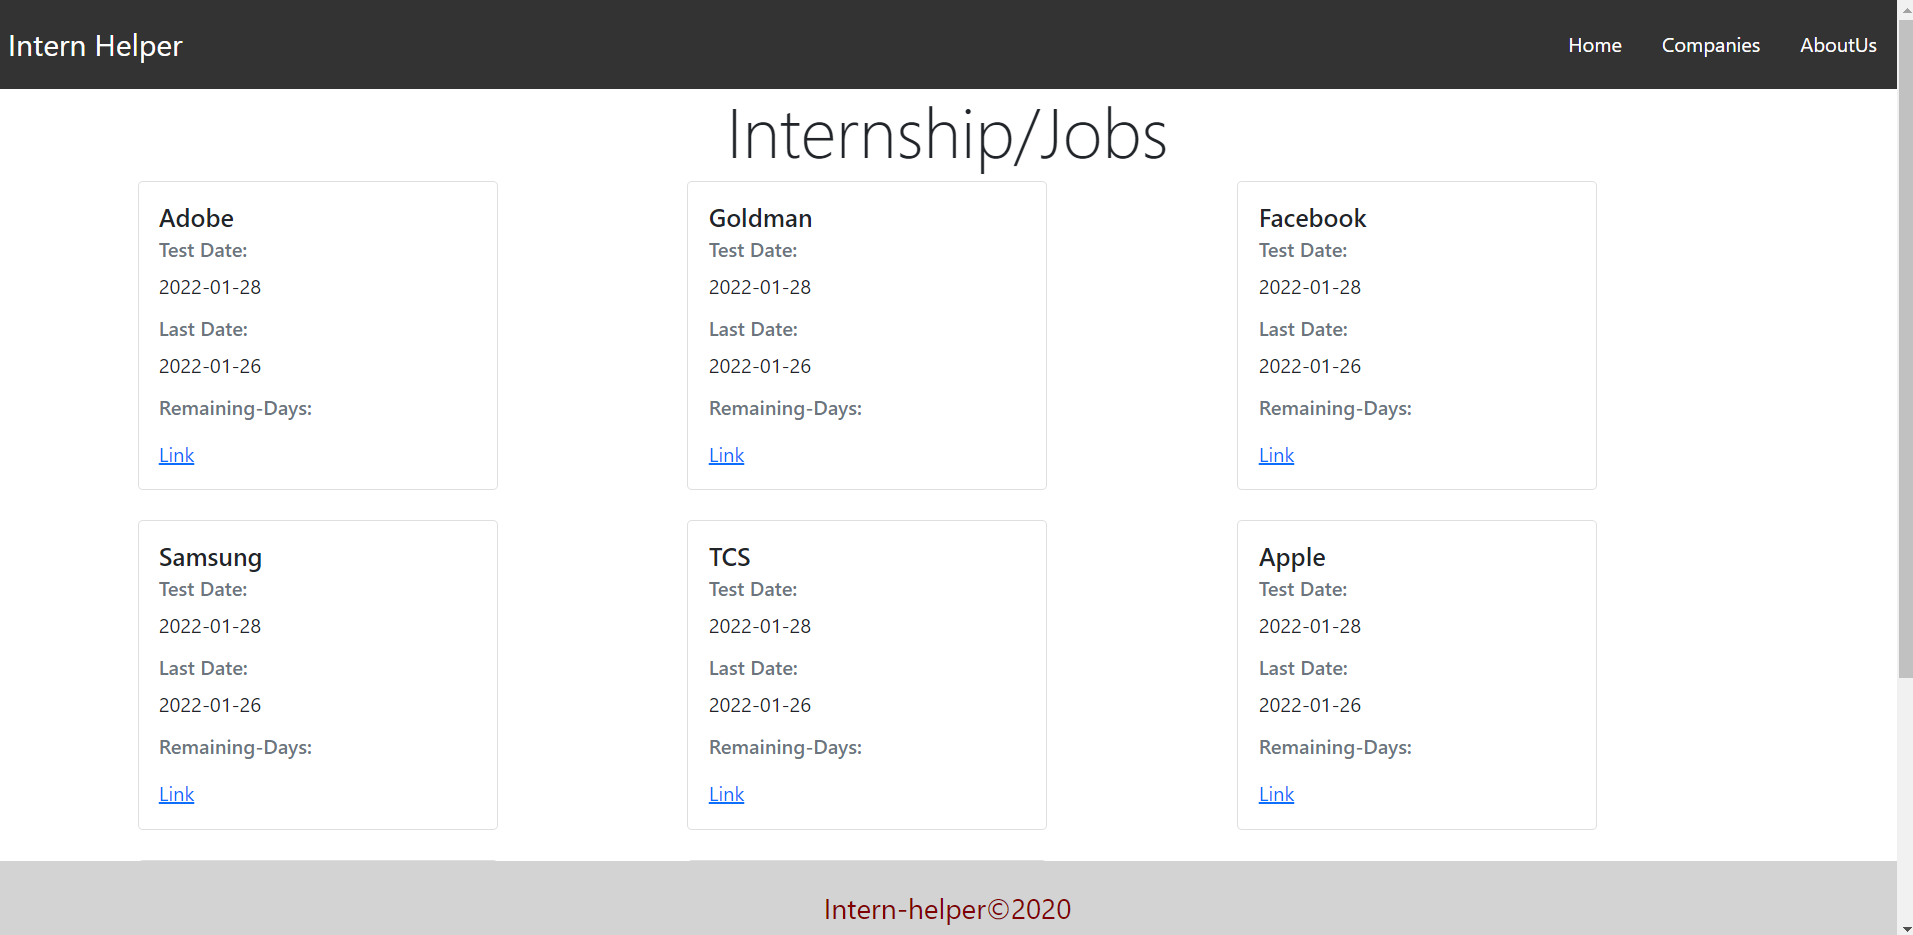 Intern Helper
Home
Companies
AboutUs
Internship/Jobs
Adobe
Test Date:
2022-01-28
Last Date:
2022-01-26
Remaining-Days:
Link
Goldman
Test Date:
2022-01-28
Last Date:
2022-01-26
Remaining-Days:
Link
Facebook
Test Date:
2022-01-28
Last Date:
2022-01-26
Remaining-Days:
Link
Samsung
Test Date:
2022-01-28
Last Date:
2022-01-26
Remaining-Days:
Link
TCS
Test Date:
2022-01-28
Last Date:
2022-01-26
Remaining-Days:
Link
Apple
Test Date:
2022-01-28
Last Date:
2022-01-26
Remaining-Days:
Link
Intern-helper©2020